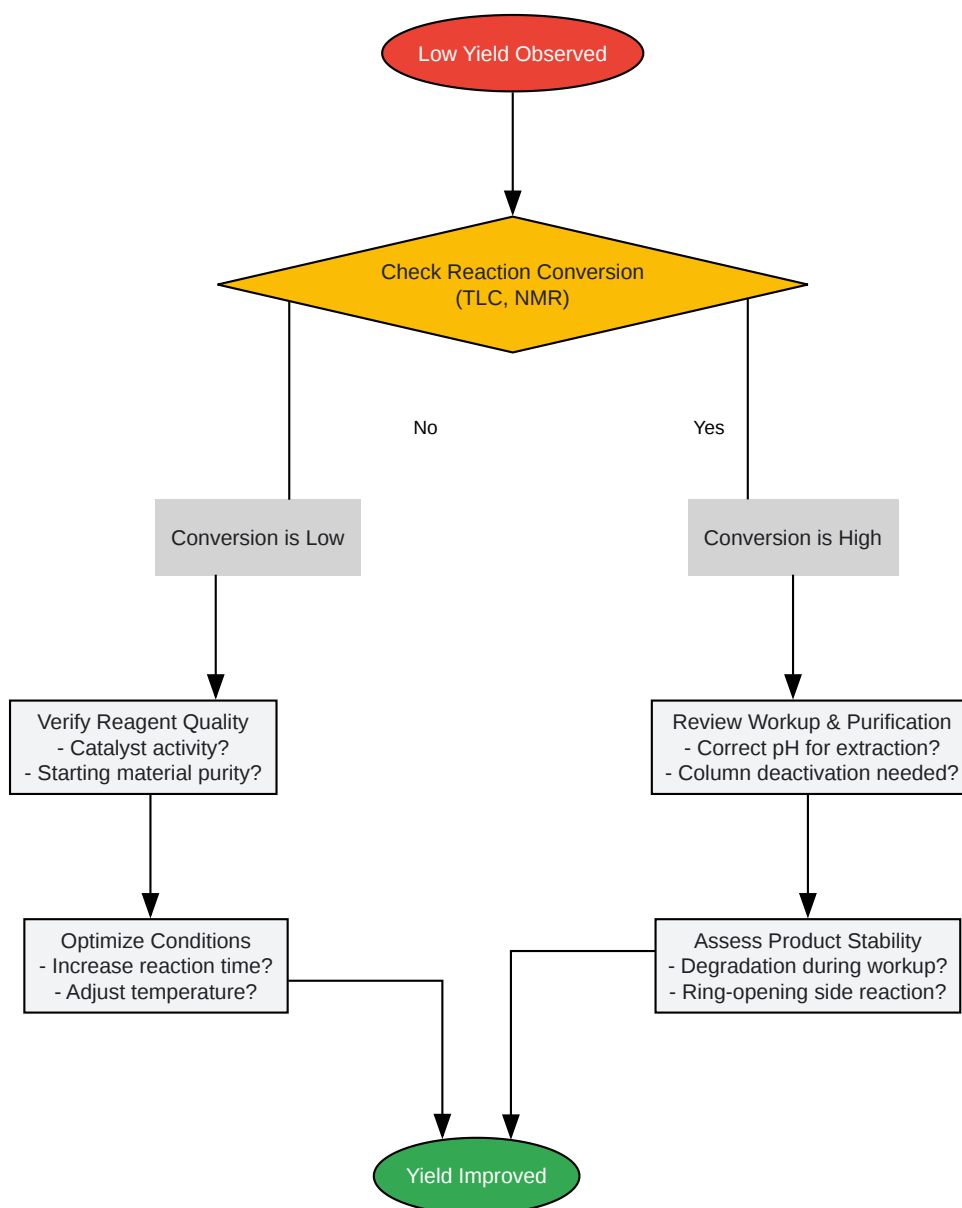 Low Yield Observed
Check Reaction Conversion
(TLC, NMR)
No
Yes
Conversion is Low
Conversion is High
Verify Reagent Quality
- Catalyst activity?
- Starting material purity?
Review Workup & Purification
- Correct pH for extraction?
- Column deactivation needed?
Optimize Conditions
- Increase reaction time?
- Adjust temperature?
Assess Product Stability
- Degradation during workup?
- Ring-opening side reaction?
Yield Improved